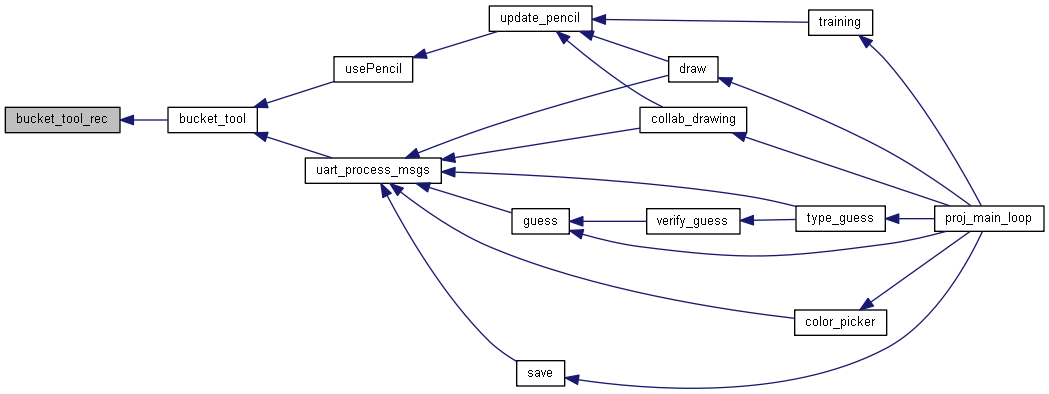 update_pencil
training
usePencil
draw
bucket_tool_rec
bucket_tool
collab_drawing
uart_process_msgs
guess
verify_guess
type_guess
proj_main_loop
color_picker
save